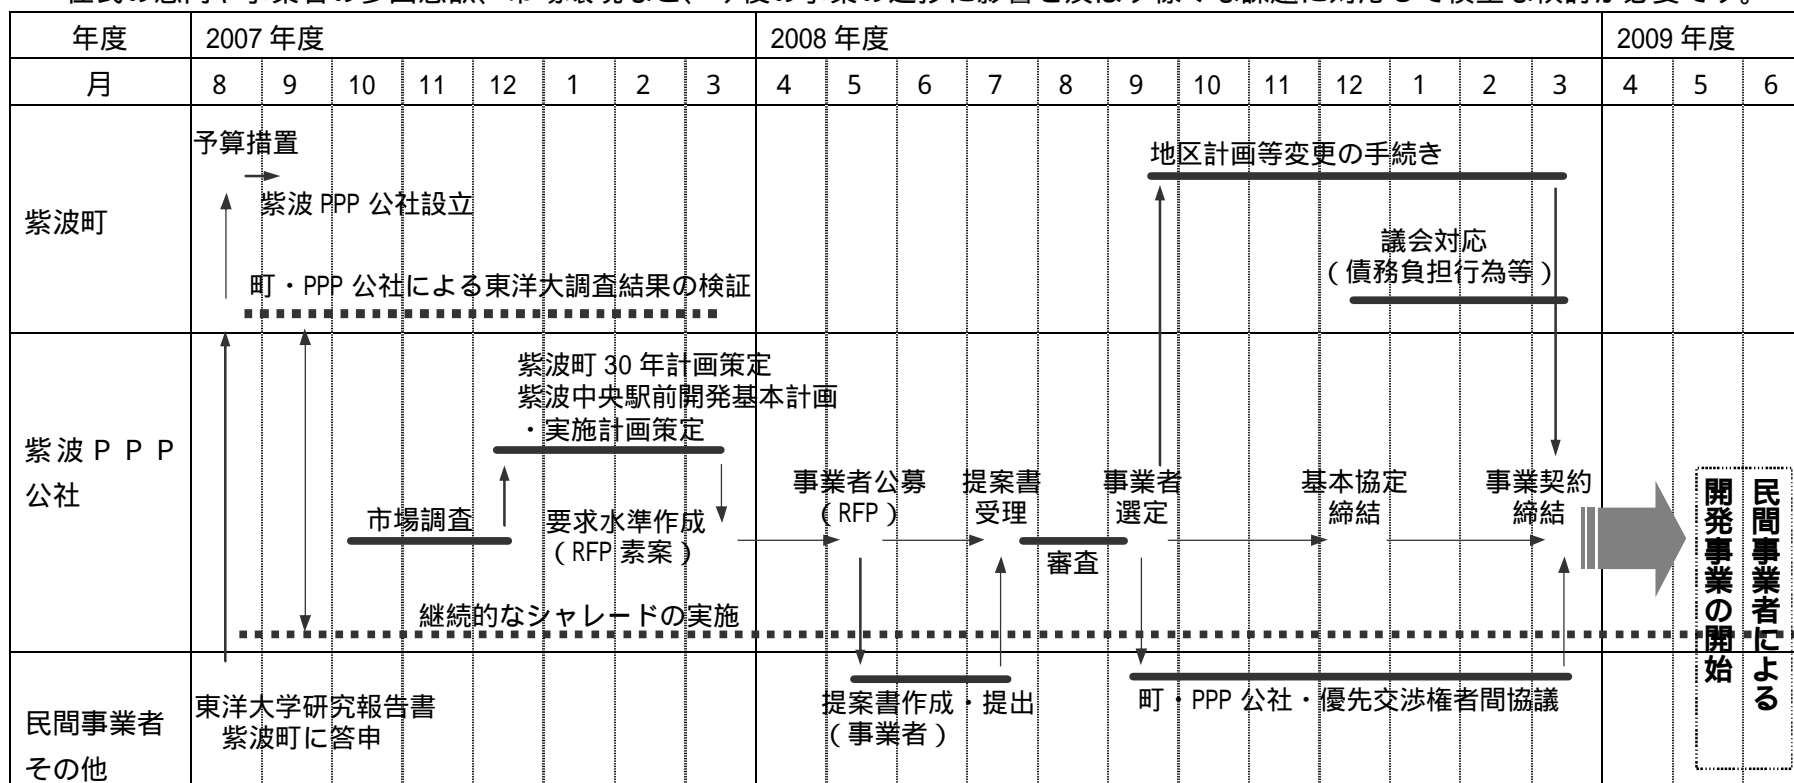 年度 2007 年度 2008 年度 2009 年度
月 8 9 10 11 12 1 2 3 4 5 6 7 8 9 10 11 12 1 2 3 4 5 6
紫波町
予算措置
紫波 PPP 公社設立
町・PPP 公社による東洋大調査結果の検証
地区計画等変更の手続き
議会対応
（債務負担行為等）
紫波ＰＰＰ
公社
紫波町 30 年計画策定
紫波中央駅前開発基本計画
・実施計画策定
市場調査
要求水準作成
（RFP 素案）
事業者公募
（RFP）
提案書
受理
審査
事業者
選定
基本協定
締結
事業契約
締結
継続的なシャレードの実施
民間事業者による
開発事業の開始
民間事業者
その他
東洋大学研究報告書
紫波町に答申
提案書作成・提出
（事業者）
町・PPP 公社・優先交渉権者間協議